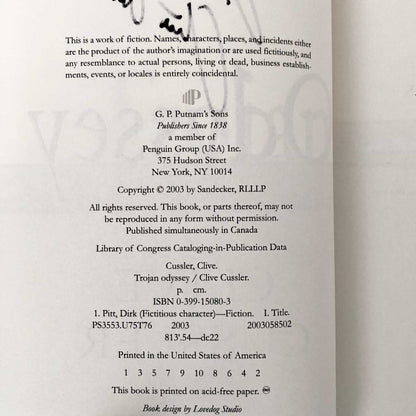 This is a work of fiction. Names, characters, places, and incidents either
are the product of the author's imagination or are used fictitiously, and
any resemblance to actual persons, living or dead, business establish-
ments, events, or locales is entirely coincidental.
G. P. Putnam's Sons
Publishers Since 1838
a member of
Penguin Group (USA) Inc.
375 Hudson Street
New York, NY 10014
Copyright © 2003 by Sandecker, RLLLP
All rights reserved. This book, or parts thereof, may not
be reproduced in any form without permission.
Published simultaneously in Canada
Library of Congress Cataloging-in-Publication Data
Cussler, Clive.
Trojan odyssey / Clive Cussler.
p. cm.
ISBN 0-399-15080-3
1. Pitt, Dirk (Fictitious character)—Fiction. I. Title.
PS3553.U75T76 2003 2003058502
813'.54—dc22
Printed in the United States of America
1 3 5 7 9 10 8 6 4 2
This book is printed on acid-free paper.
Book design by Lovedog Studio